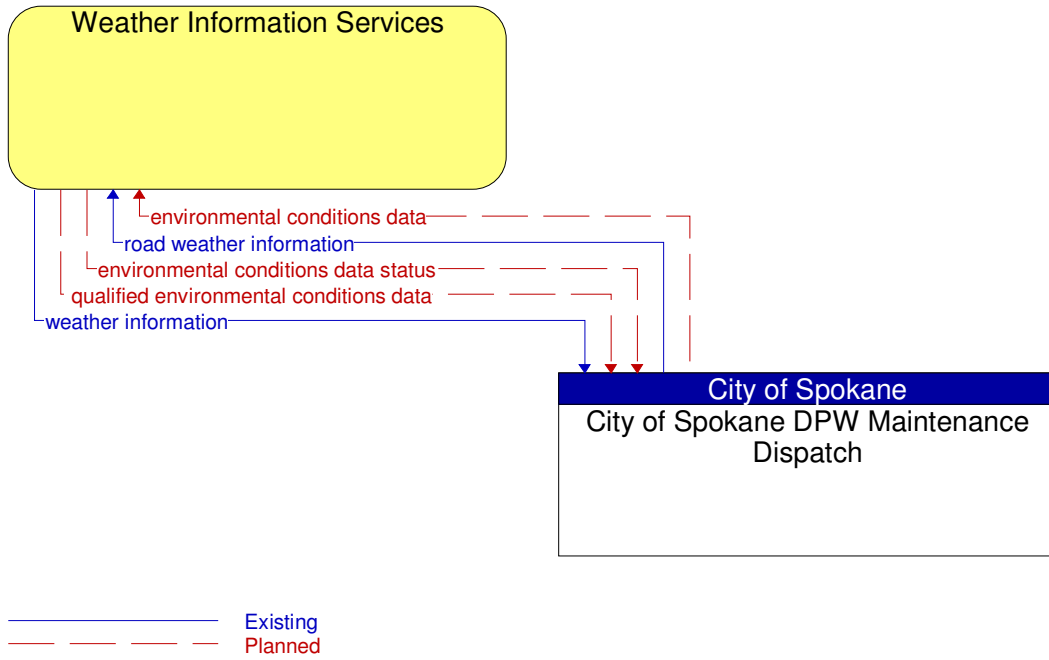 Weather Information Services
environmental conditions data
road weather information
environmental conditions data status
qualified environmental conditions data
weather information
City of Spokane
City of Spokane DPW Maintenance
Dispatch
Existing
Planned